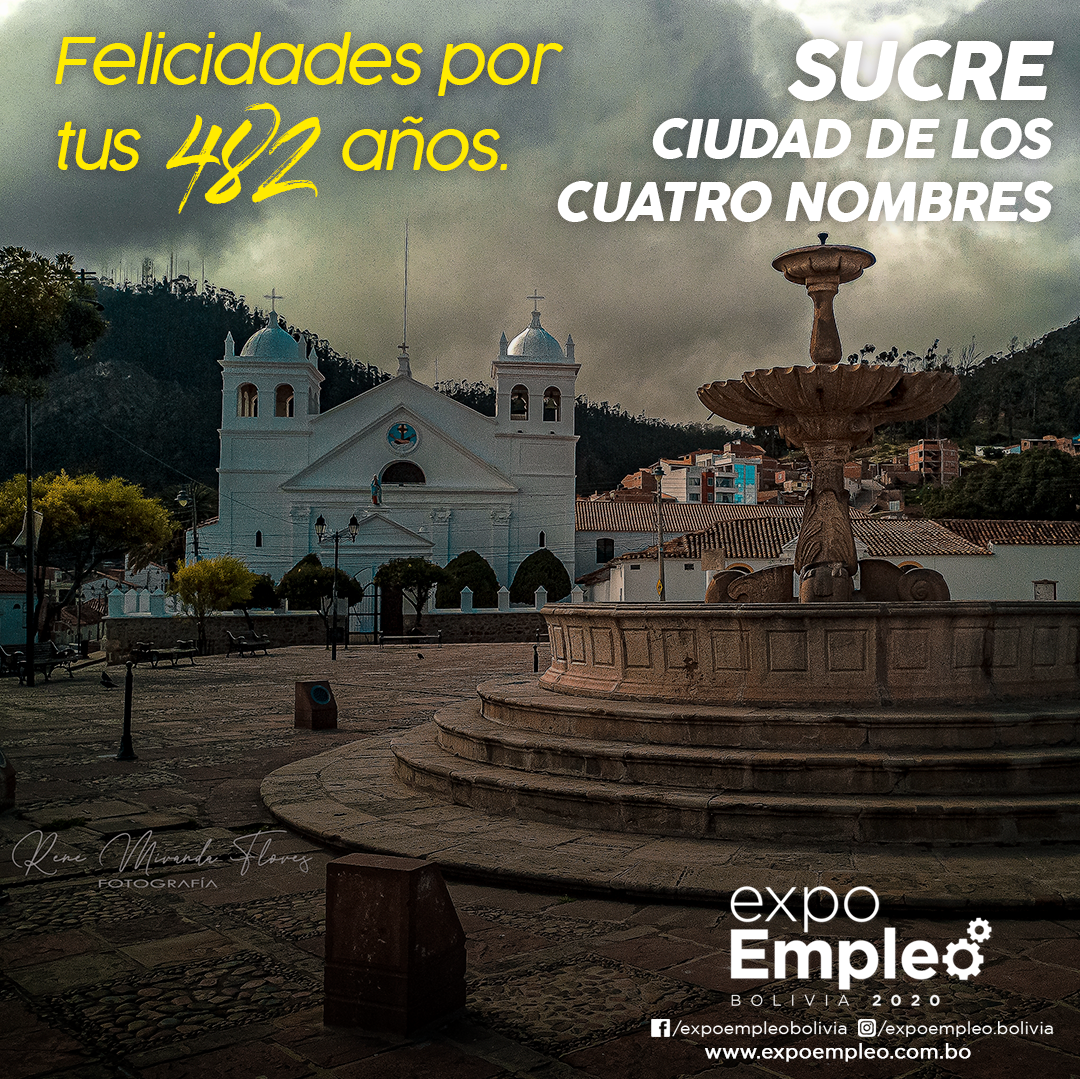 Felicidades por
tus 482 años.
SUCRE
CIUDAD DE LOS
CUATRO NOMBRES
Rene Miranda Flores
FOTOGRAFÍA
expo
Empleo
BOLIVIA 2020
/expoempleobolivia /expoempleo.bolivia
www.expoempleo.com.bo